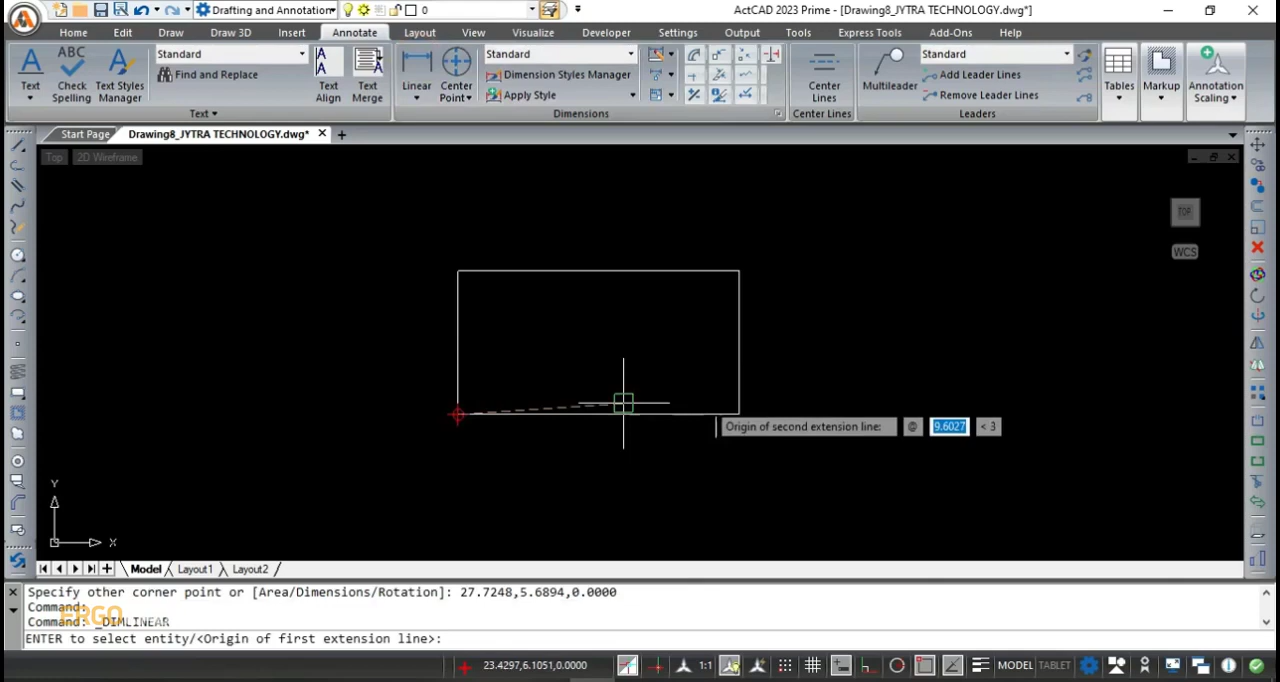 Drafting and Annotation
0
ActCAD 2023 Prime - [Drawing8_JYTRA TECHNOLOGY.dwg*]
Home Edit Draw Draw 3D Insert Annotate Layout View Visualize Developer Settings Output Tools Add-Ons Express Tools Help
Text
ABC
Check
Spelling
Text Styles
Manager
Standard
Find and Replace
Text
Align
Text
Merge
Text
Linear
Center
Point
Standard
Dimension Styles Manager
Apply Style
Dimensions
Center
Lines
Center Lines
Multileader
Standard
Add Leader Lines
Remove Leader Lines
Leaders
Tables
Markup
Annotation
Scaling
Start Page
Drawing8_JYTRA TECHNOLOGY.dwg*
Top
2D Wireframe
TOP
WCS
Origin of second extension line: @ 9.6027 < 3
Y
X
Model Layout1 Layout2
Specify other corner point or [Area/Dimensions/Rotation]: 27.7248,5.6894,0.0000
Command:
ERGO
Command: _DIMLINEAR
ENTER to select entity/<Origin of first extension line>:
23.4297,6.1051,0.0000
1:1
MODEL
TABLET